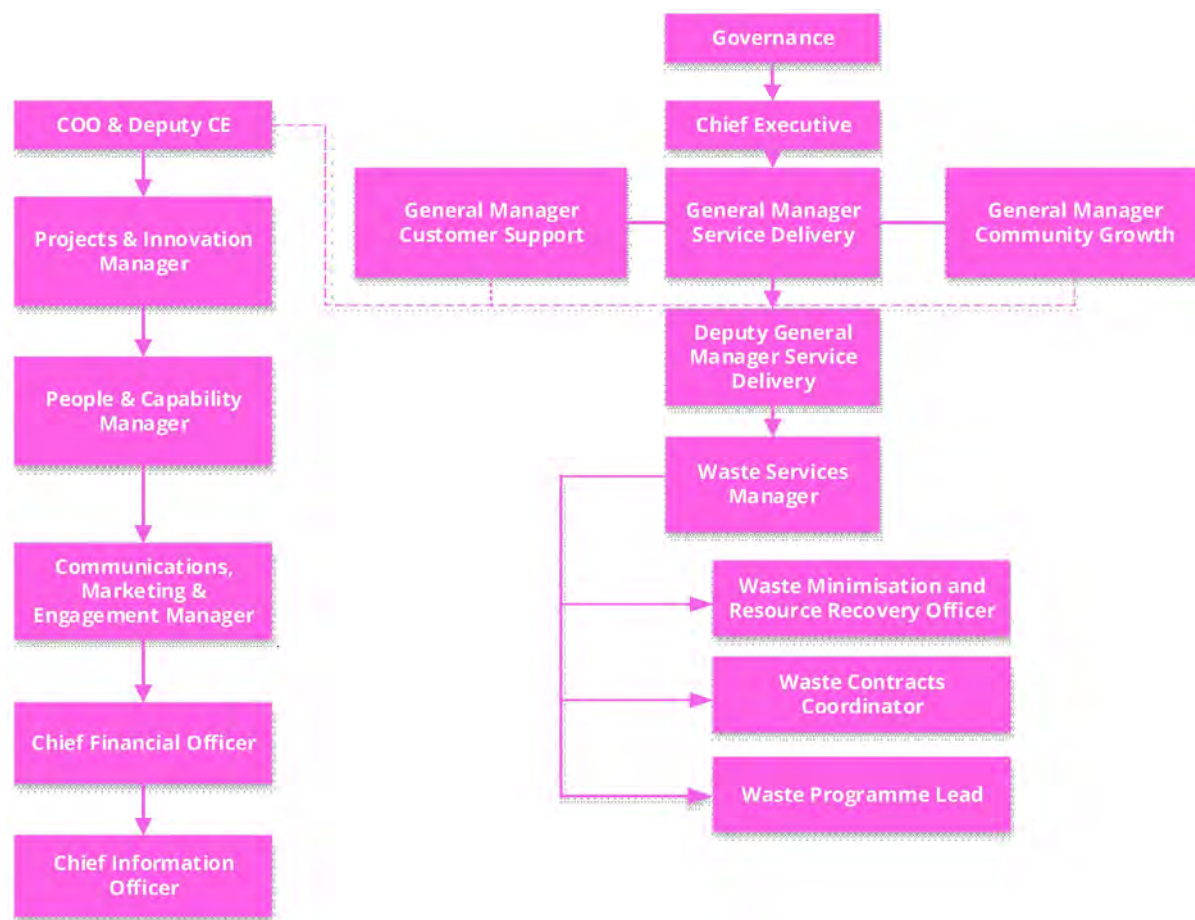 Governance
COO & Deputy CE
Chief Executive
General Manager
Customer Support
General Manager
Service Delivery
General Manager
Community Growth
Projects & Innovation
Manager
Deputy General
Manager Service
Delivery
People & Capability
Manager
Waste Services
Manager
Communications,
Marketing &
Engagement Manager
Waste Minimisation and
Resource Recovery Officer
Waste Contracts
Coordinator
Chief Financial Officer
Waste Programme Lead
Chief Information
Officer